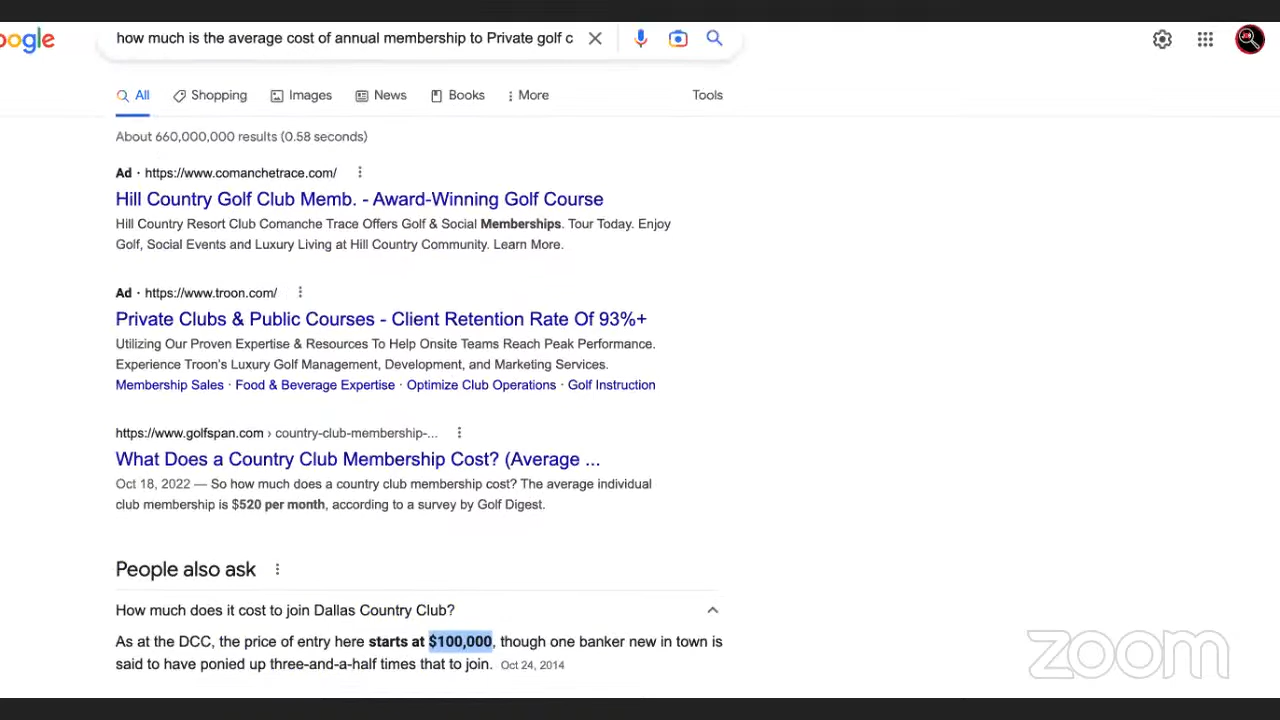 oogle
how much is the average cost of annual membership to Private golf c
All
Shopping
Images
News
Books
More
Tools
About 660,000,000 results (0.58 seconds)
Ad · https://www.comanchetrace.com/
Hill Country Golf Club Memb. - Award-Winning Golf Course
Hill Country Resort Club Comanche Trace Offers Golf & Social Memberships. Tour Today. Enjoy
Golf, Social Events and Luxury Living at Hill Country Community. Learn More.
Ad · https://www.troon.com/
Private Clubs & Public Courses - Client Retention Rate Of 93%+
Utilizing Our Proven Expertise & Resources To Help Onsite Teams Reach Peak Performance.
Experience Troon's Luxury Golf Management, Development, and Marketing Services.
Membership Sales · Food & Beverage Expertise · Optimize Club Operations · Golf Instruction
https://www.golfspan.com › country-club-membership-...
What Does a Country Club Membership Cost? (Average ...
Oct 18, 2022 — So how much does a country club membership cost? The average individual
club membership is $520 per month, according to a survey by Golf Digest.
People also ask
How much does it cost to join Dallas Country Club?
As at the DCC, the price of entry here starts at $100,000, though one banker new in town is
said to have ponied up three-and-a-half times that to join. Oct 24, 2014
zoom